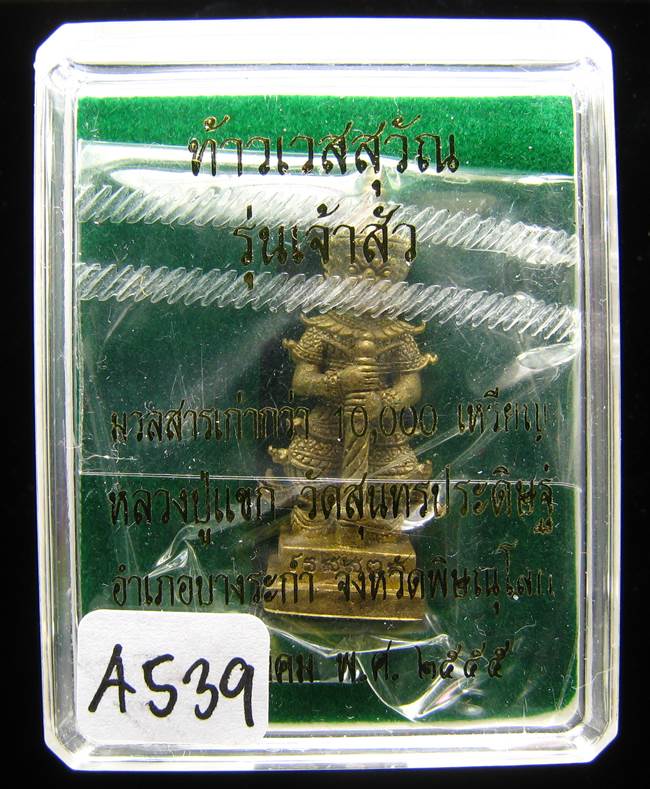 ท้าวเวสสุวัณ
รุ่นเจ้าสัว
มวลสารเก่ากว่า 10,000 เหรียญ
หลวงปู่แขก วัดสุนทรประดิษฐ์
อำเภอบางระกำ จังหวัดพิษณุโลก
พ.ศ. ๒๕๕๕
A539